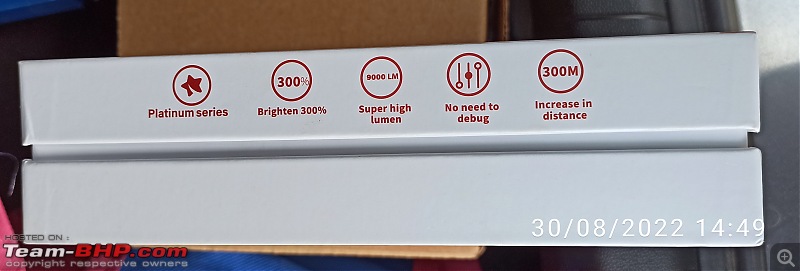 300%
9000 LM
300M
Platinum series
Brighten 300%
Super high
lumen
No need to
debug
Increase in
distance
30/08/2022 14:49
HOSTED ON :
Team-BHP.com
copyright respective owners